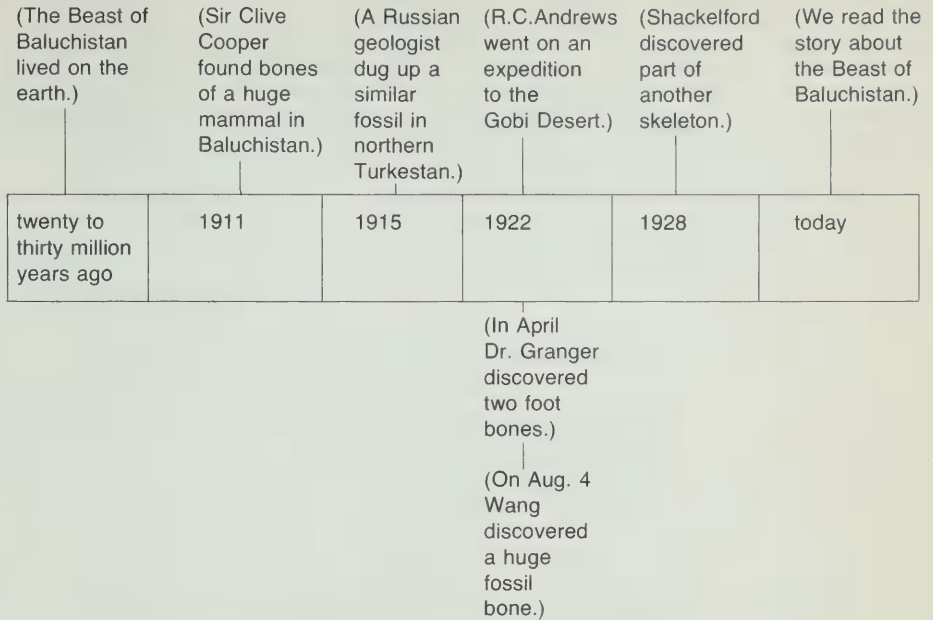 (The Beast of
Baluchistan
lived on the
earth.)
(Sir Clive
Cooper
found bones
of a huge
mammal in
Baluchistan.)
(A Russian
geologist
dug up a
similar
fossil in
northern
Turkestan.)
(R.C.Andrews
went on an
expedition
to the
Gobi Desert.)
(Shackelford
discovered
part of
another
skeleton.)
(We read the
story about
the Beast of
Baluchistan.)
twenty to
thirty million
years ago
1911
1915
1922
1928
today
(In April
Dr. Granger
discovered
two foot
bones.)
(On Aug. 4
Wang
discovered
a huge
fossil
bone.)